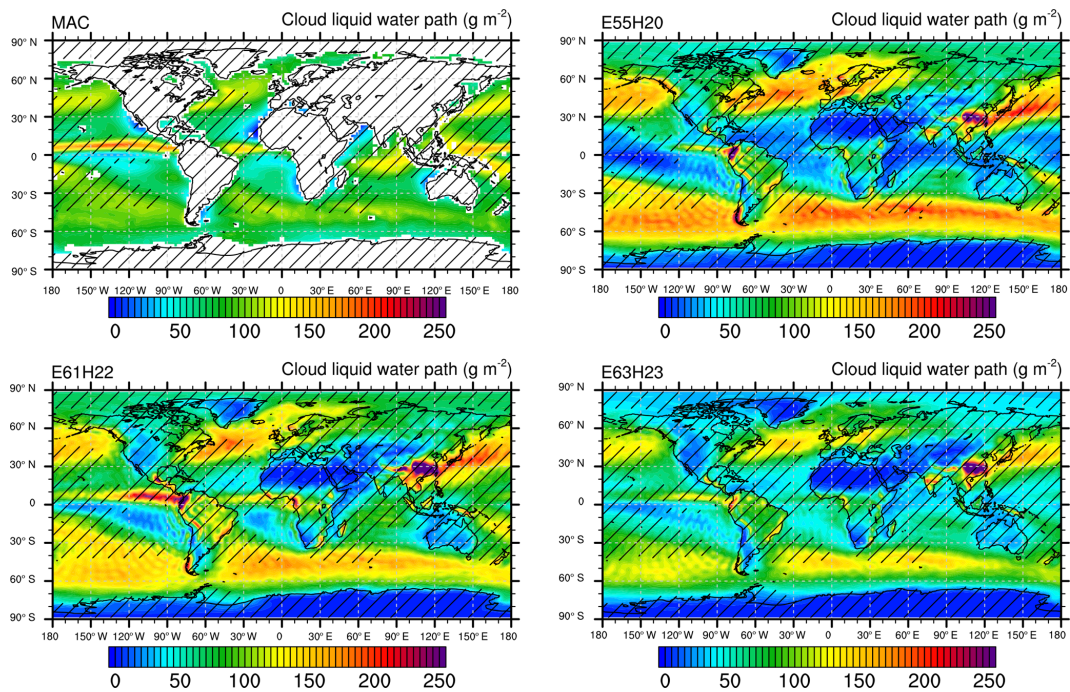 MAC Cloud liquid water path (g m-2)
90° N
60° N
30° N
0
30° S
60° S
90° S
180 150° W 120° W 90° W 60° W 30° W 0 30° E 60° E 90° E 120° E 150° E 180
0 50 100 150 200 250
E55H20 Cloud liquid water path (g m-2)
90° N
60° N
30° N
0
30° S
60° S
90° S
180 150° W 120° W 90° W 60° W 30° W 0 30° E 60° E 90° E 120° E 150° E 180
0 50 100 150 200 250
E61H22 Cloud liquid water path (g m-2)
90° N
60° N
30° N
0
30° S
60° S
90° S
180 150° W 120° W 90° W 60° W 30° W 0 30° E 60° E 90° E 120° E 150° E 180
0 50 100 150 200 250
E63H23 Cloud liquid water path (g m-2)
90° N
60° N
30° N
0
30° S
60° S
90° S
180 150° W 120° W 90° W 60° W 30° W 0 30° E 60° E 90° E 120° E 150° E 180
0 50 100 150 200 250